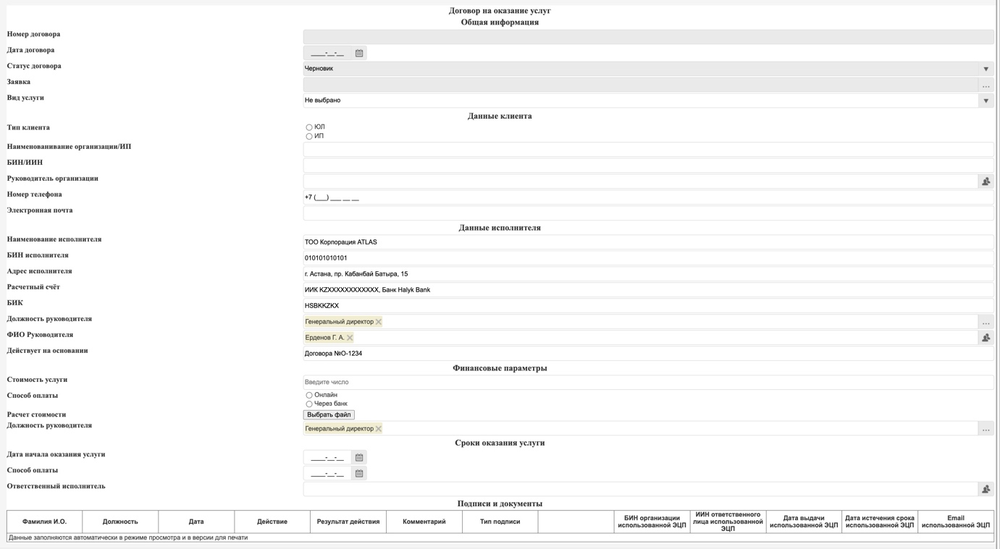 Договор на оказание услуг
Общая информация
Номер договора
Дата договора ____-__-__
Статус договора Черновик
Заявка ...
Вид услуги Не выбрано
Данные клиента
Тип клиента ЮЛ
ИП
Наименованивание организации/ИП
БИН/ИИН
Руководитель организации
Номер телефона +7 (___) ___ __ __
Электронная почта
Данные исполнителя
Наименование исполнителя ТОО Корпорация ATLAS
БИН исполнителя 010101010101
Адрес исполнителя г. Астана, пр. Кабанбай Батыра, 15
Расчетный счёт ИИК KZXXXXXXXXXXXX, Банк Halyk Bank
БИК HSBKKZKX
Должность руководителя Генеральный директор ...
ФИО Руководителя Ерденов Г. А.
Действует на основании Договора №О-1234
Финансовые параметры
Стоимость услуги Введите число
Способ оплаты Онлайн
Через банк
Расчет стоимости Выбрать файл
Должность руководителя Генеральный директор ...
Сроки оказания услуги
Дата начала оказания услуги ____-__-__
Способ оплаты ____-__-__
Ответственный исполнитель
Подписи и документы
Фамилия И.О. Должность Дата Действие Результат действия Комментарий Тип подписи БИН организации использованной ЭЦП ИИН ответственного лица использованной ЭЦП Дата выдачи использованной ЭЦП Дата истечения срока использованной ЭЦП Email использованной ЭЦП
Данные заполняются автоматически в режиме просмотра и в версии для печати